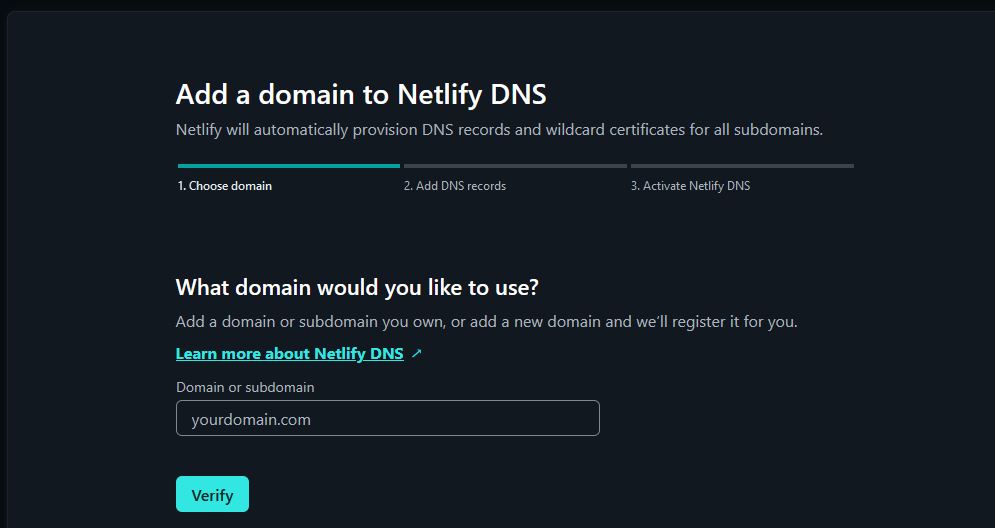 Add a domain to Netlify DNS
Netlify will automatically provision DNS records and wildcard certificates for all subdomains.
1. Choose domain
2. Add DNS records
3. Activate Netlify DNS
What domain would you like to use?
Add a domain or subdomain you own, or add a new domain and we’ll register it for you.
Learn more about Netlify DNS ↗
Domain or subdomain
yourdomain.com
Verify